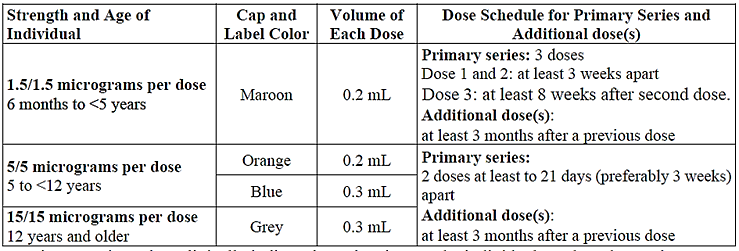 Strength and Age of
Individual
Cap and
Label Color
Volume of
Each Dose
Dose Schedule for Primary Series and
Additional dose(s)
1.5/1.5 micrograms per dose
6 months to <5 years
Maroon
0.2 mL
Primary series: 3 doses
Dose 1 and 2: at least 3 weeks apart
Dose 3: at least 8 weeks after second dose.
Additional dose(s):
at least 3 months after a previous dose
5/5 micrograms per dose
5 to <12 years
Orange
0.2 mL
Blue
0.3 mL
Primary series:
2 doses at least to 21 days (preferably 3 weeks)
apart
Additional dose(s):
at least 3 months after a previous dose
15/15 micrograms per dose
12 years and older
Grey
0.3 mL